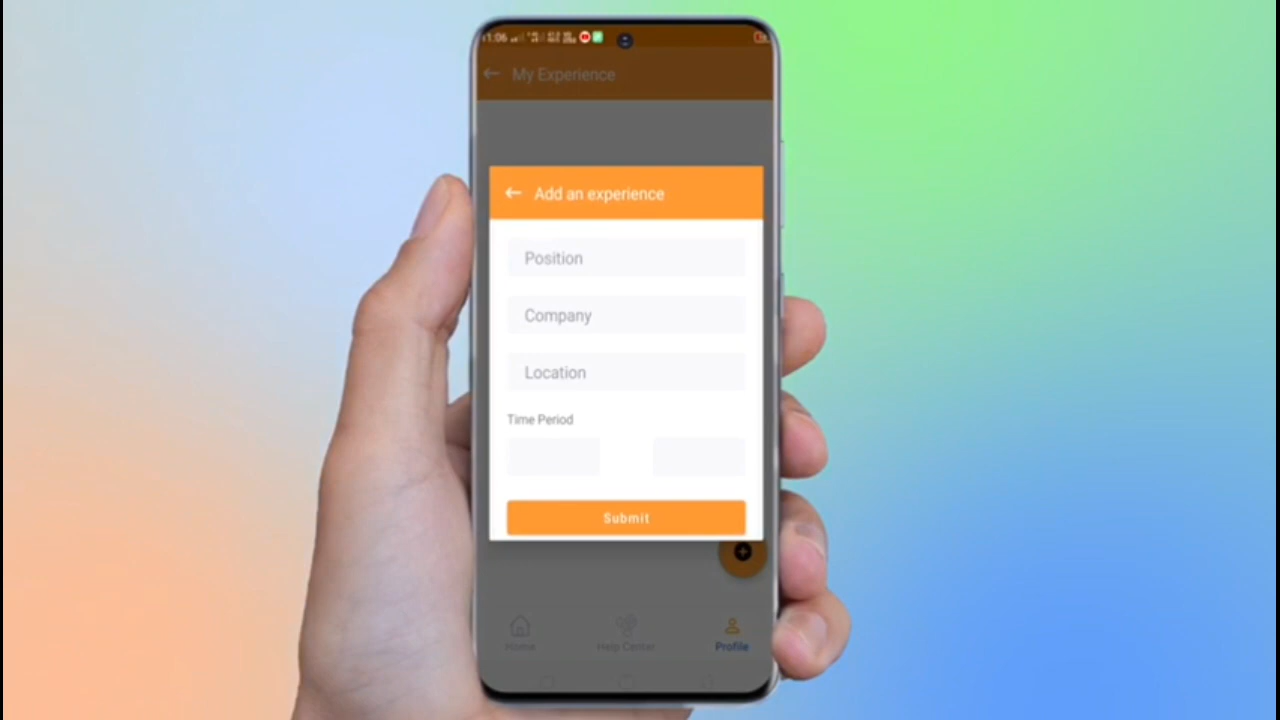 My Experience
Add an experience
Position
Company
Location
Time Period
Submit
Home
Help Center
Profile